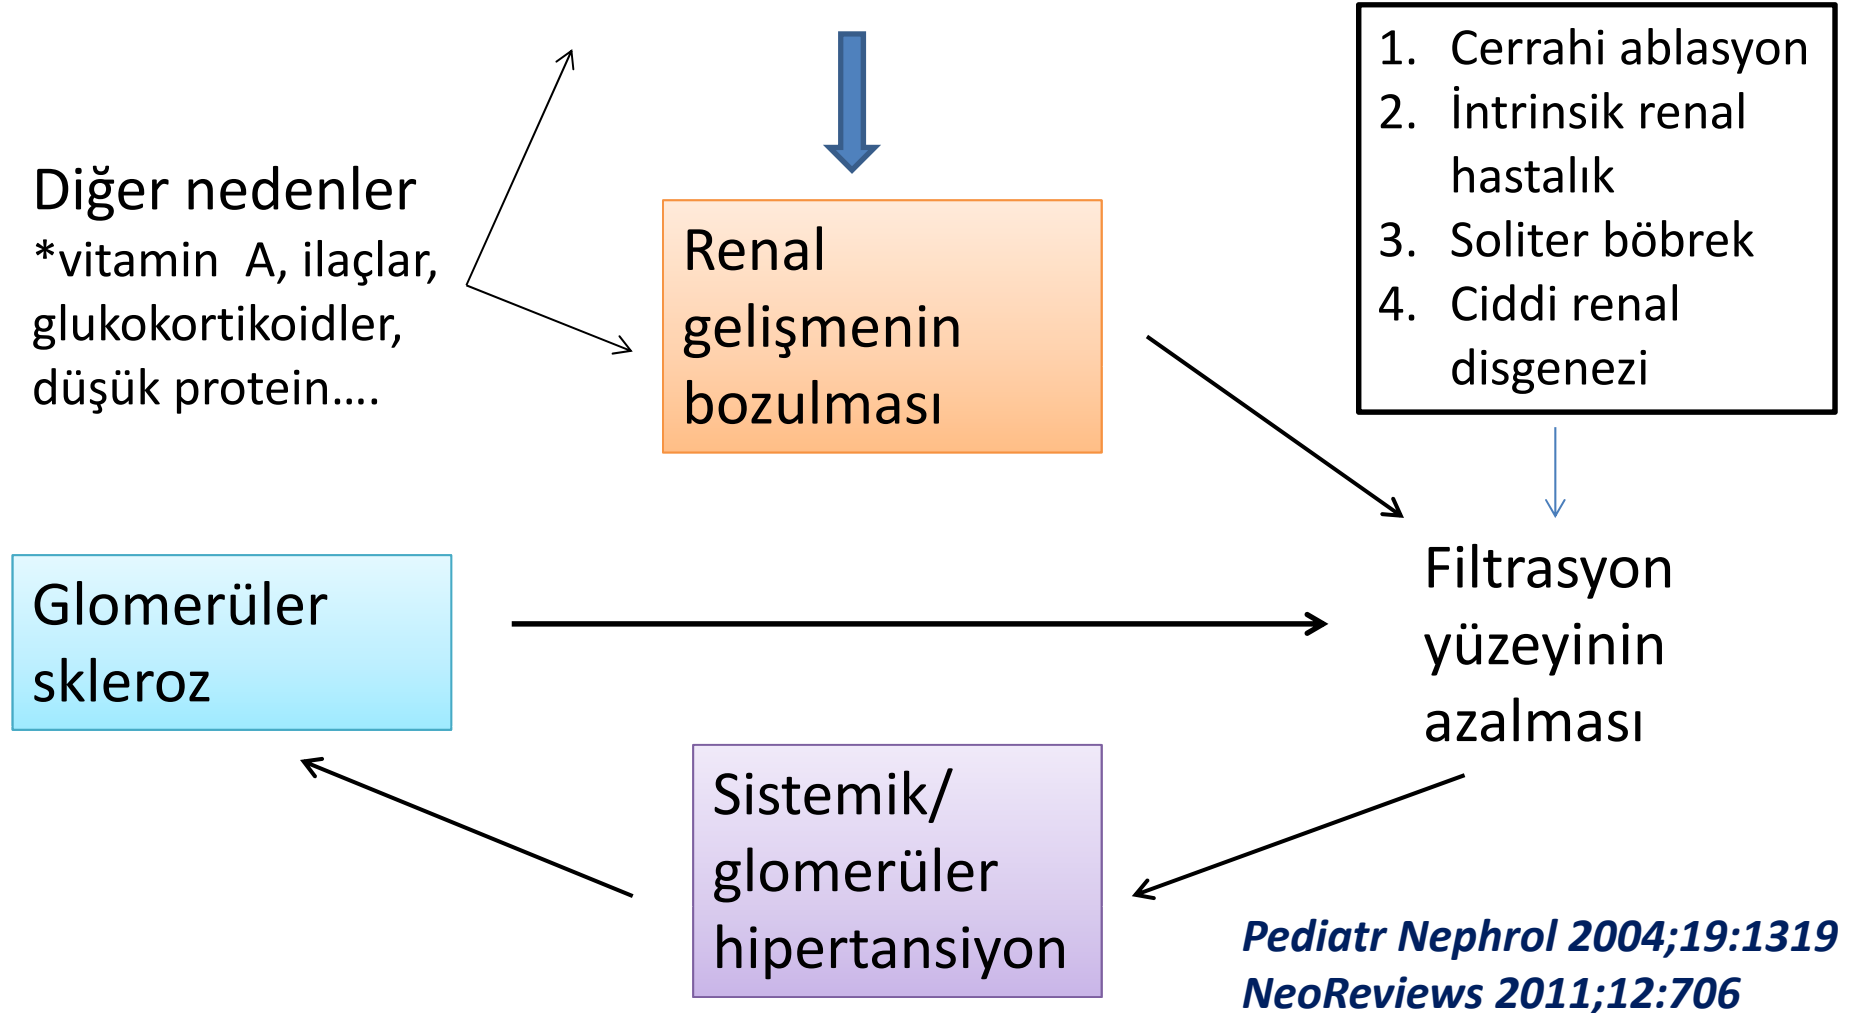 Diğer nedenler
*vitamin  A, ilaçlar,
glukokortikoidler,
düşük protein....
Renal
gelişmenin
bozulması
1. Cerrahi ablasyon
2. İntrinsik renal
hastalık
3. Soliter böbrek
4. Ciddi renal
disgenezi
Glomerüler
skleroz
Filtrasyon
yüzeyinin
azalması
Sistemik/
glomerüler
hipertansiyon
Pediatr Nephrol 2004;19:1319
NeoReviews 2011;12:706